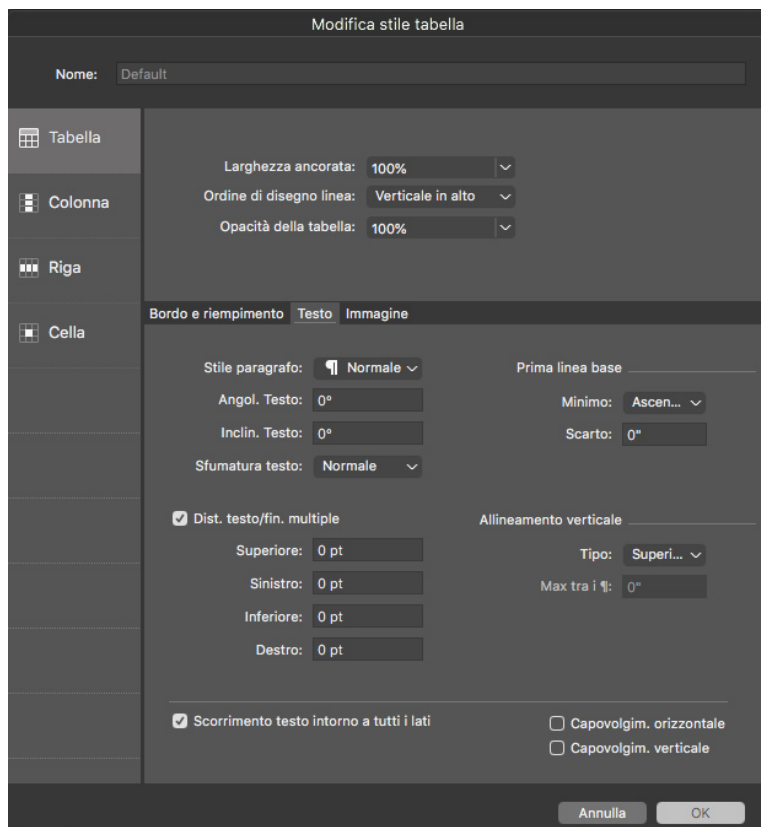 Modifica stile tabella
Nome: Default
Tabella
Colonna
Riga
Cella
Larghezza ancorata: 100%
Ordine di disegno linea: Verticale in alto
Opacità della tabella: 100%
Bordo e riempimento Testo Immagine
Stile paragrafo: ¶ Normale
Angol. Testo: 0°
Inclin. Testo: 0°
Sfumatura testo: Normale
Prima linea base
Minimo: Ascen...
Scarto: 0"
Dist. testo/fin. multiple
Superiore: 0 pt
Sinistro: 0 pt
Inferiore: 0 pt
Destro: 0 pt
Allineamento verticale
Tipo: Superi...
Max tra i ¶: 0"
Scorrimento testo intorno a tutti i lati
Capovolgim. orizzontale
Capovolgim. verticale
Annulla OK